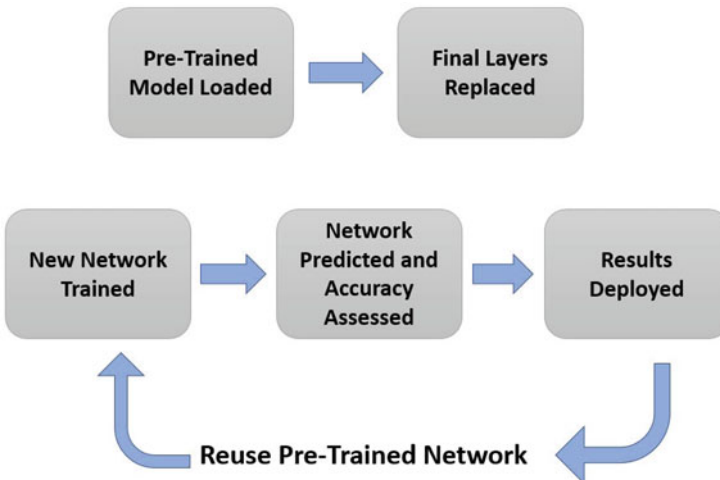 Pre-Trained
Model Loaded
Final Layers
Replaced
New Network
Trained
Network
Predicted and
Accuracy
Assessed
Results
Deployed
Reuse Pre-Trained Network